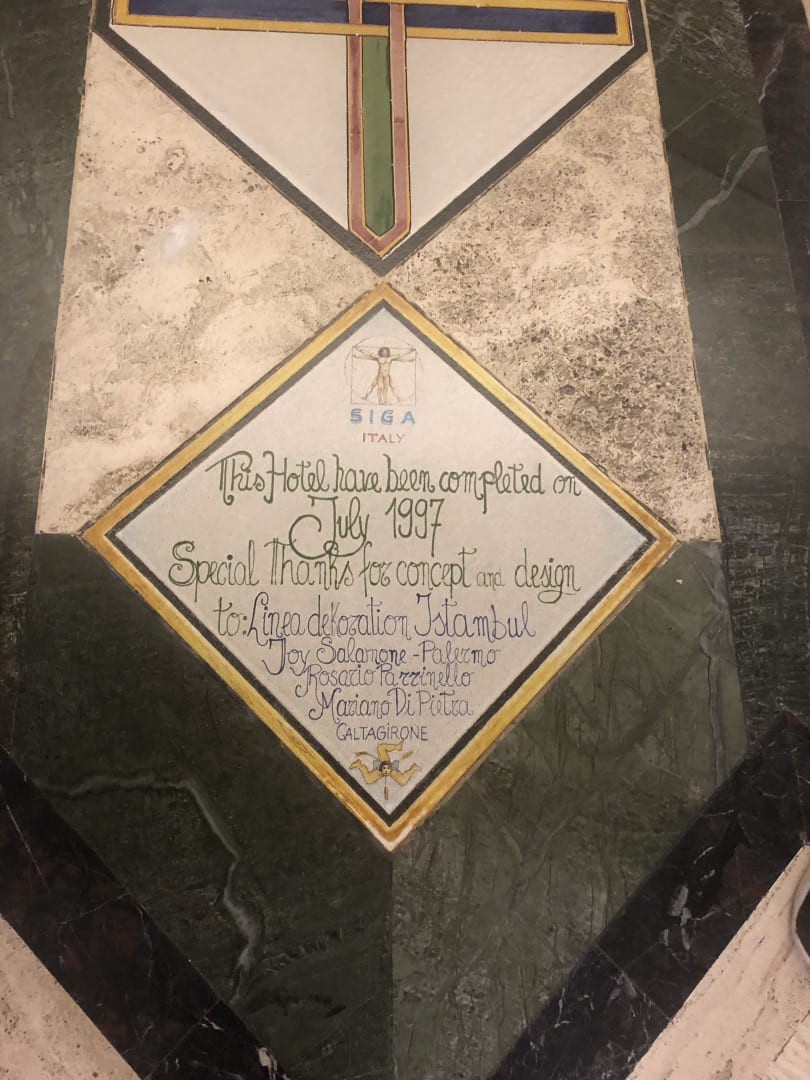 SIGA
ITALY
This Hotel have been completed on
July 1997
Special Thanks for concept and design
to: Linea dekoration Istambul
Joy Salamone - Palermo
Rosario Parrinello
Mariano Di Pietra
CALTAGIRONE